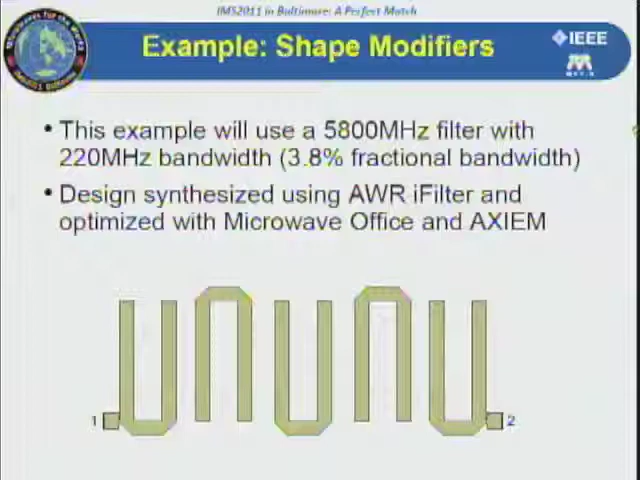 IMS2011 in Baltimore: A Perfect Match
Example: Shape Modifiers
IEEE
• This example will use a 5800MHz filter with
220MHz bandwidth (3.8% fractional bandwidth)
• Design synthesized using AWR iFilter and
optimized with Microwave Office and AXIEM
1
2